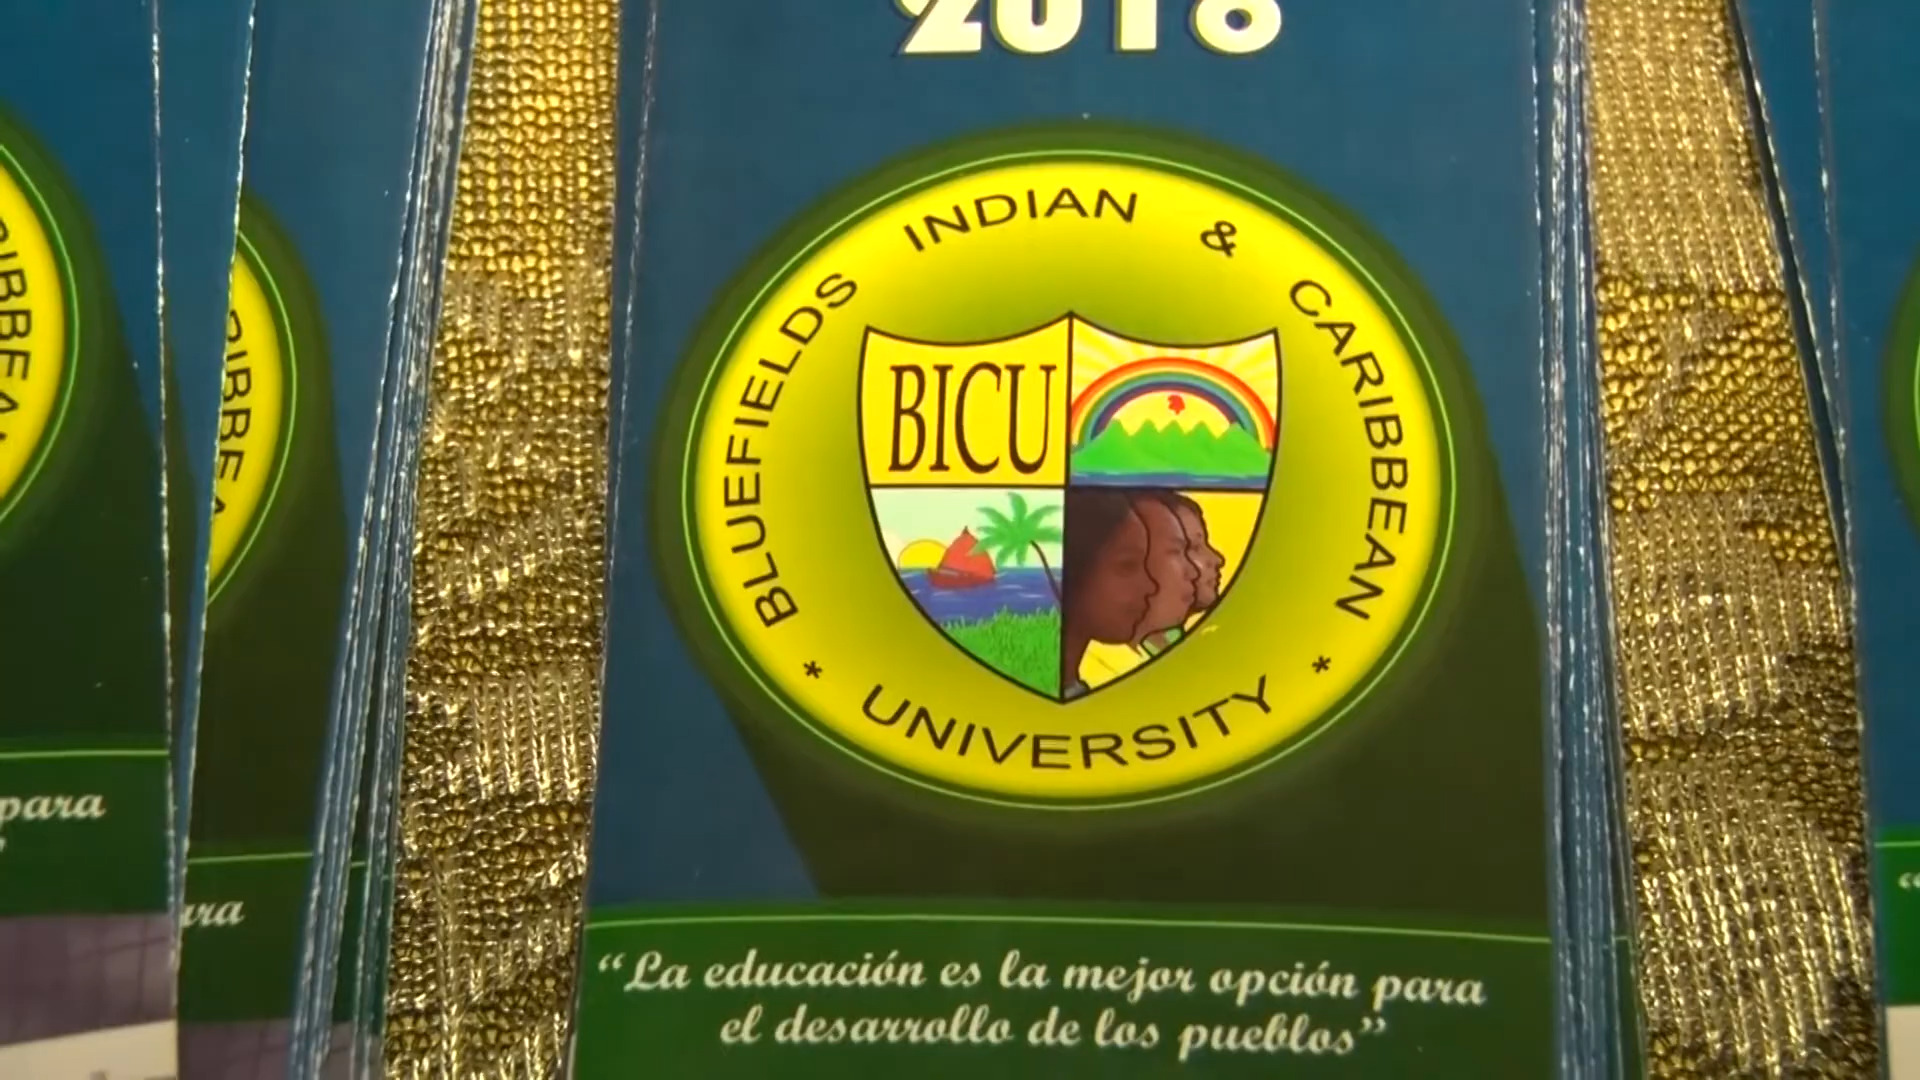 2018
BLUEFIELDS INDIAN & CARIBBEAN
* UNIVERSITY *
BICU
"La educación es la mejor opción para
el desarrollo de los pueblos"
para
ara